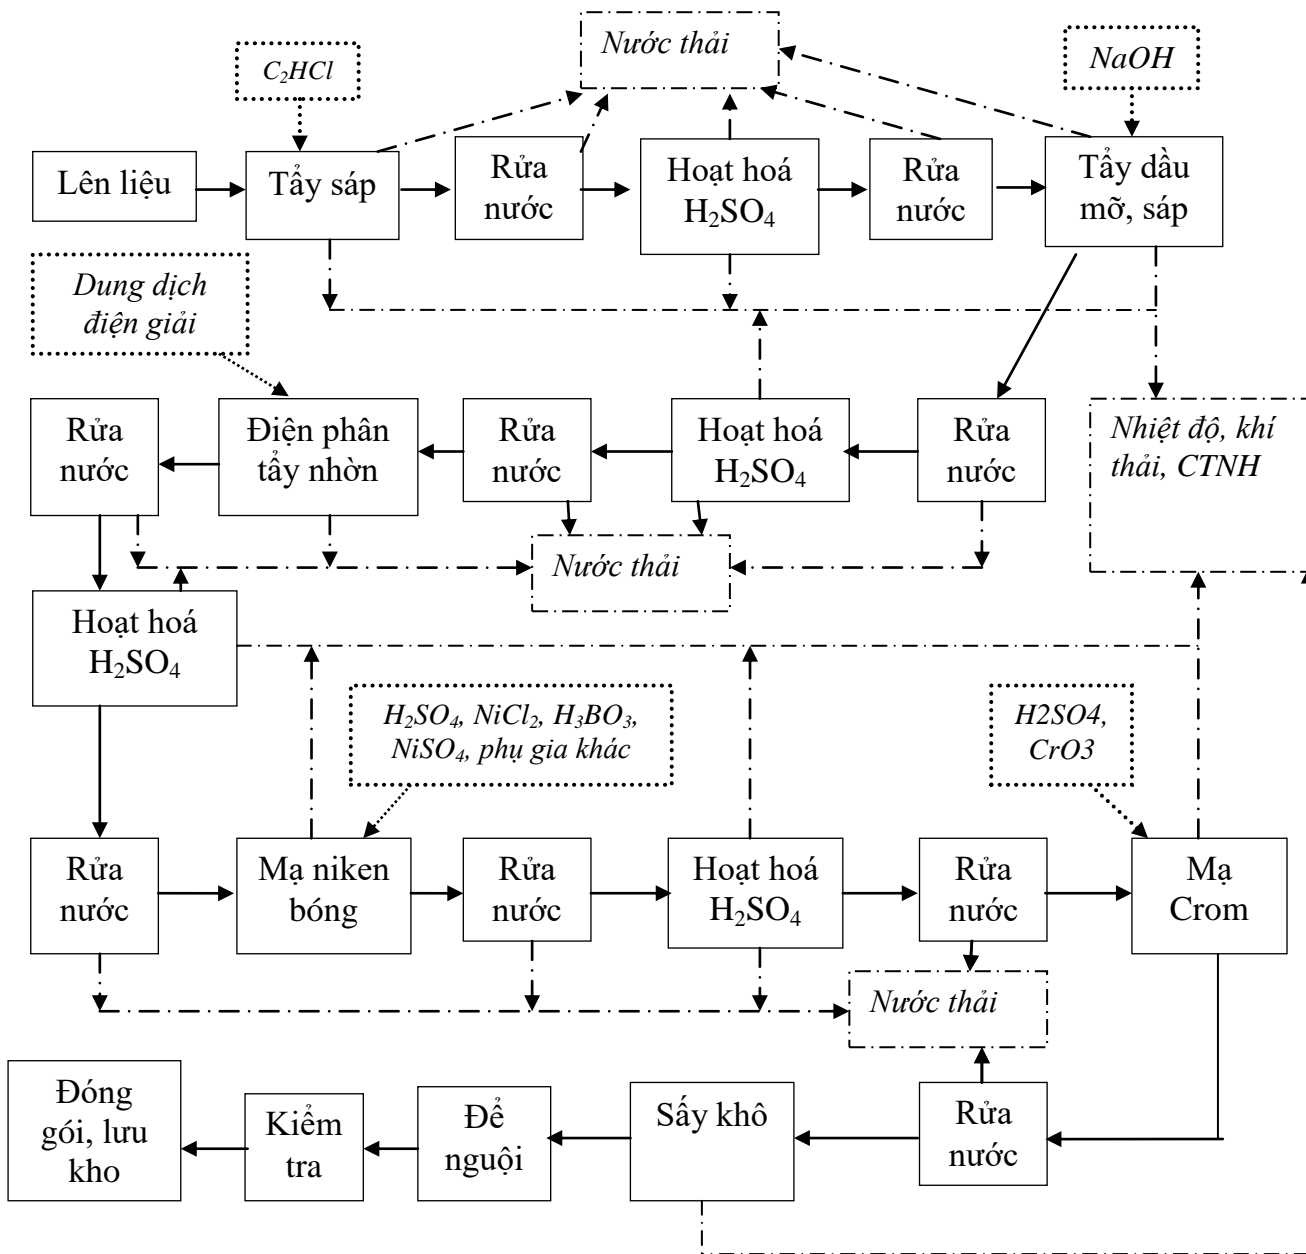 Nước thải
C₂HCl
NaOH
Lên liệu
Tẩy sáp
Rửa
nước
Hoạt hoá
H₂SO₄
Rửa
nước
Tẩy dầu
mỡ, sáp
Dung dịch
điện giải
Rửa
nước
Điện phân
tẩy nhờn
Rửa
nước
Hoạt hoá
H₂SO₄
Rửa
nước
Nhiệt độ, khí
thải, CTNH
Nước thải
Hoạt hoá
H₂SO₄
H₂SO₄, NiCl₂, H₃BO₃,
NiSO₄, phụ gia khác
H2SO4,
CrO3
Rửa
nước
Mạ niken
bóng
Rửa
nước
Hoạt hoá
H₂SO₄
Rửa
nước
Mạ
Crom
Nước thải
Đóng
gói, lưu
kho
Kiểm
tra
Để
nguội
Sấy khô
Rửa
nước